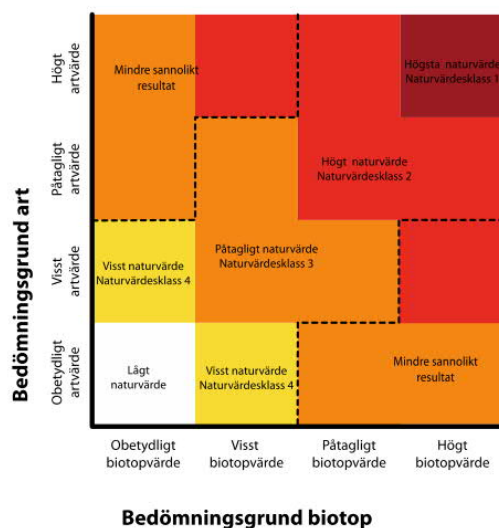 Bedömningsgrund art
Högt
artvärde
Påtagligt
artvärde
Visst
artvärde
Obetydligt
artvärde
Mindre sannolikt
resultat
Högsta naturvärde
Naturvärdesklass 1
Högt naturvärde
Naturvärdesklass 2
Visst naturvärde
Naturvärdesklass 4
Påtagligt naturvärde
Naturvärdesklass 3
Lågt
naturvärde
Visst naturvärde
Naturvärdesklass 4
Mindre sannolikt
resultat
Obetydligt
biotopvärde
Visst
biotopvärde
Påtagligt
biotopvärde
Högt
biotopvärde
Bedömningsgrund biotop